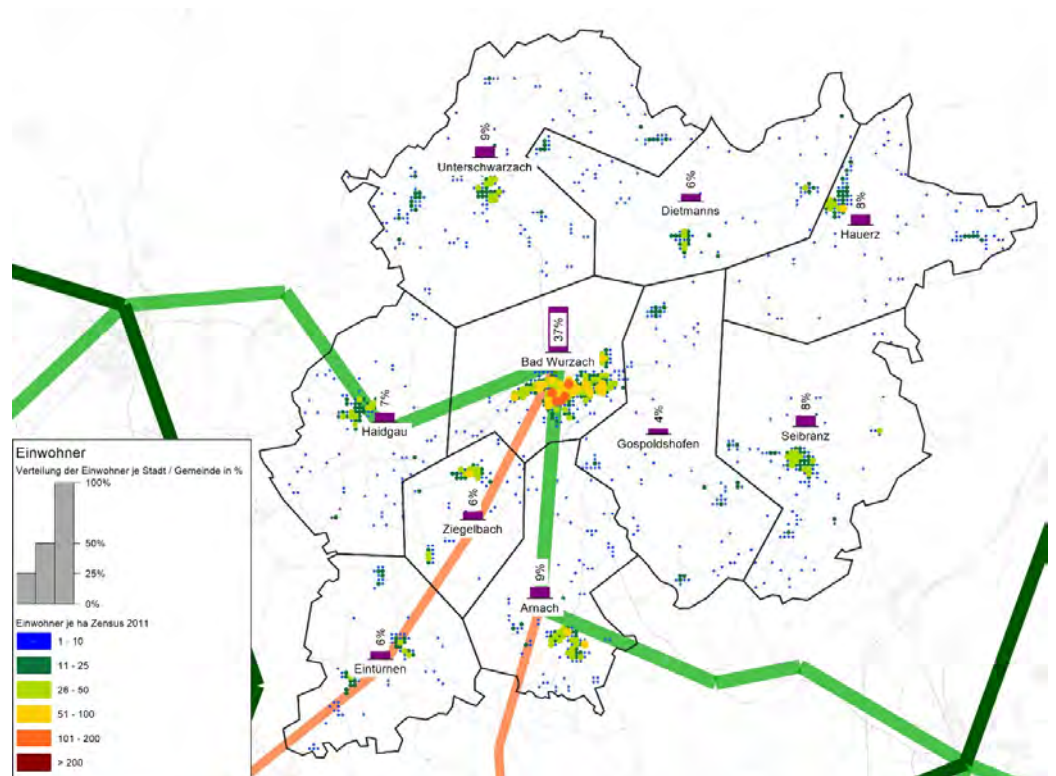 9%
Unterschwarzach
6%
Dietmanns
8%
Hauerz
37%
Bad Wurzach
7%
Haidgau
4%
Gospoldshofen
8%
Seibranz
6%
Ziegelbach
9%
Arnach
6%
Eintürnen
Einwohner
Verteilung der Einwohner je Stadt / Gemeinde in %
100%
50%
25%
0%
Einwohner je ha Zensus 2011
1 - 10
11 - 25
26 - 50
51 - 100
101 - 200
> 200